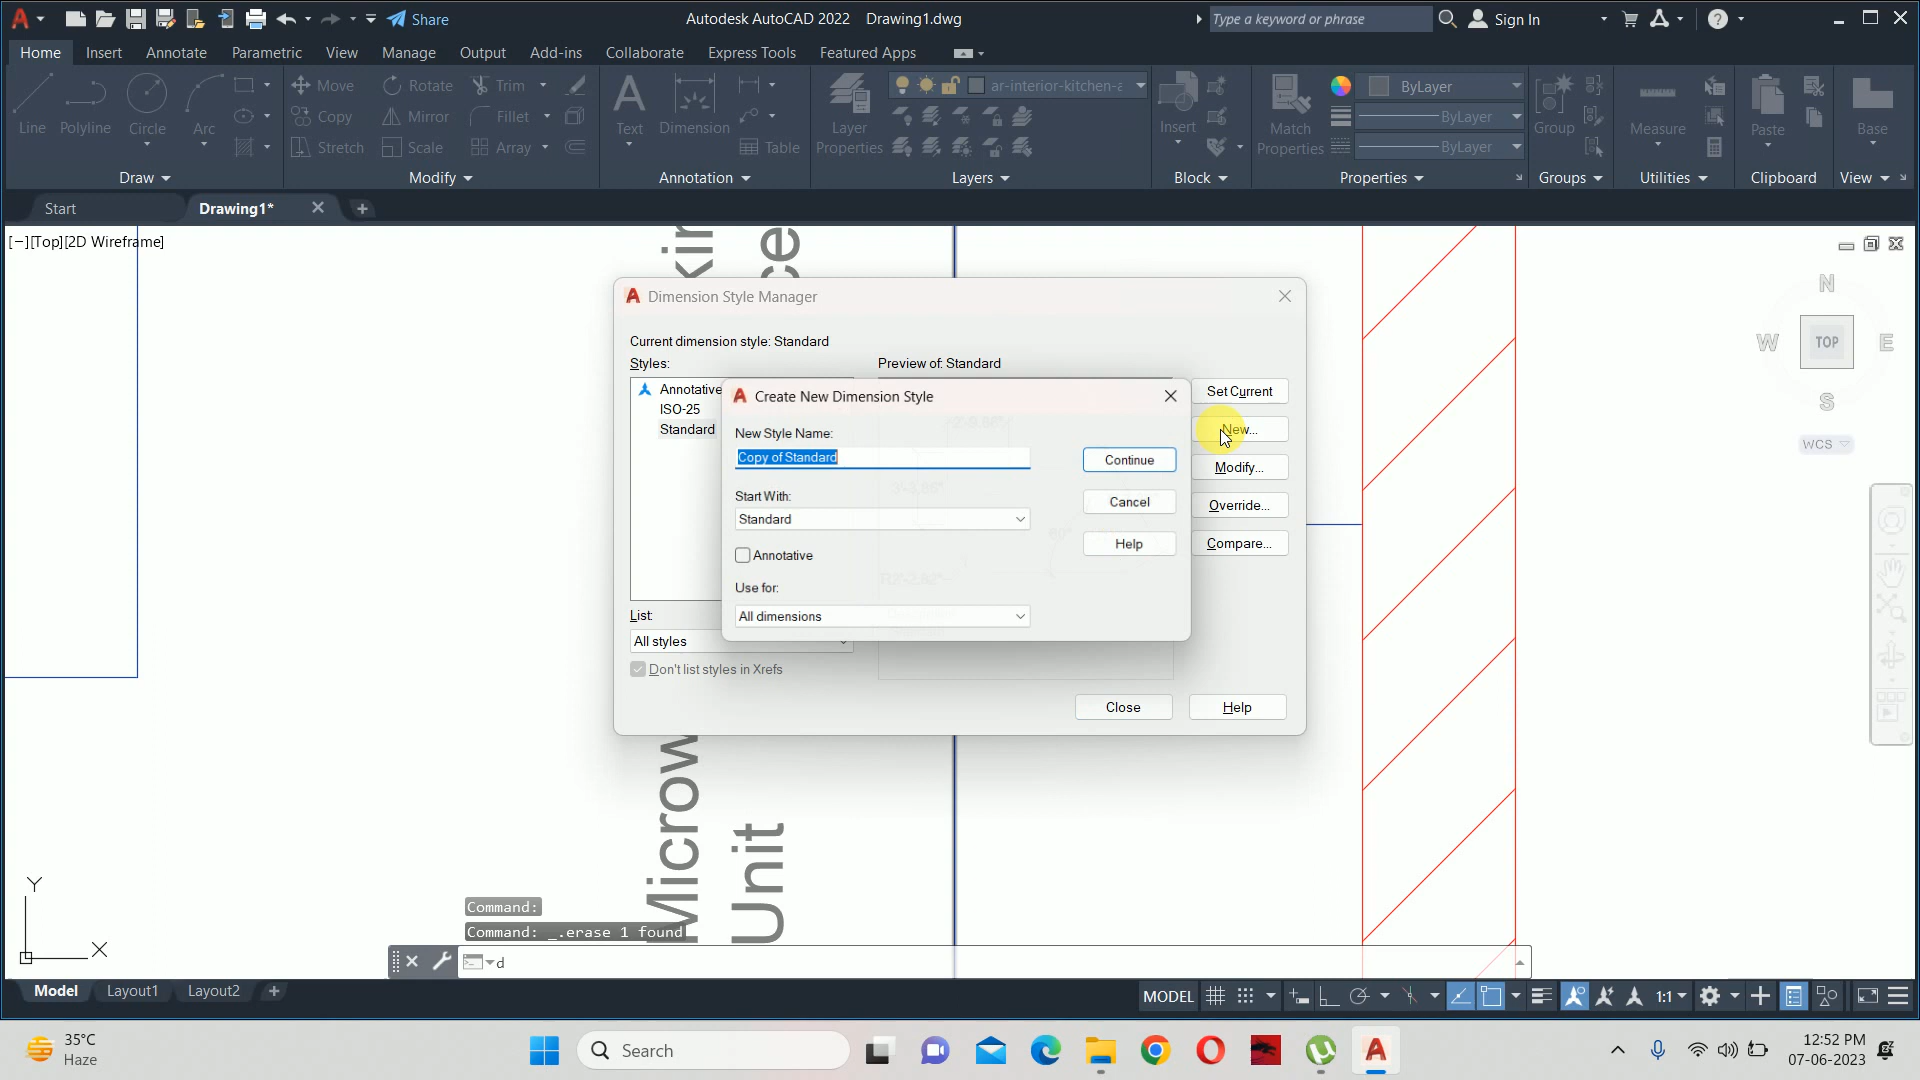 Share
Autodesk AutoCAD 2022 Drawing1.dwg
Type a keyword or phrase
Sign In
Home Insert Annotate Parametric View Manage Output Add-ins Collaborate Express Tools Featured Apps
Line Polyline Circle Arc
Move Rotate Trim
Copy Mirror Fillet
Stretch Scale Array
Text Dimension Table
Layer Properties
ar-interior-kitchen-a
Insert
Match Properties
ByLayer
ByLayer
ByLayer
Group Measure Paste Base
Draw Modify Annotation Layers Block Properties Groups Utilities Clipboard View
Start Drawing1*
[−][Top][2D Wireframe]
N
W TOP E
S
WCS
Dimension Style Manager
Current dimension style: Standard
Styles:
Preview of: Standard
Annotative
ISO-25
Standard
Set Current
New...
Modify...
Override...
Compare...
Create New Dimension Style
New Style Name:
Copy of Standard
Continue
Start With:
Standard
Cancel
Annotative
Help
Use for:
All dimensions
List:
All styles
Don't list styles in Xrefs
Close Help
Unit
Y
X
Command:
Command: _.erase 1 found
d
Model Layout1 Layout2
MODEL 1:1
35°C
Haze
Search
12:52 PM
07-06-2023